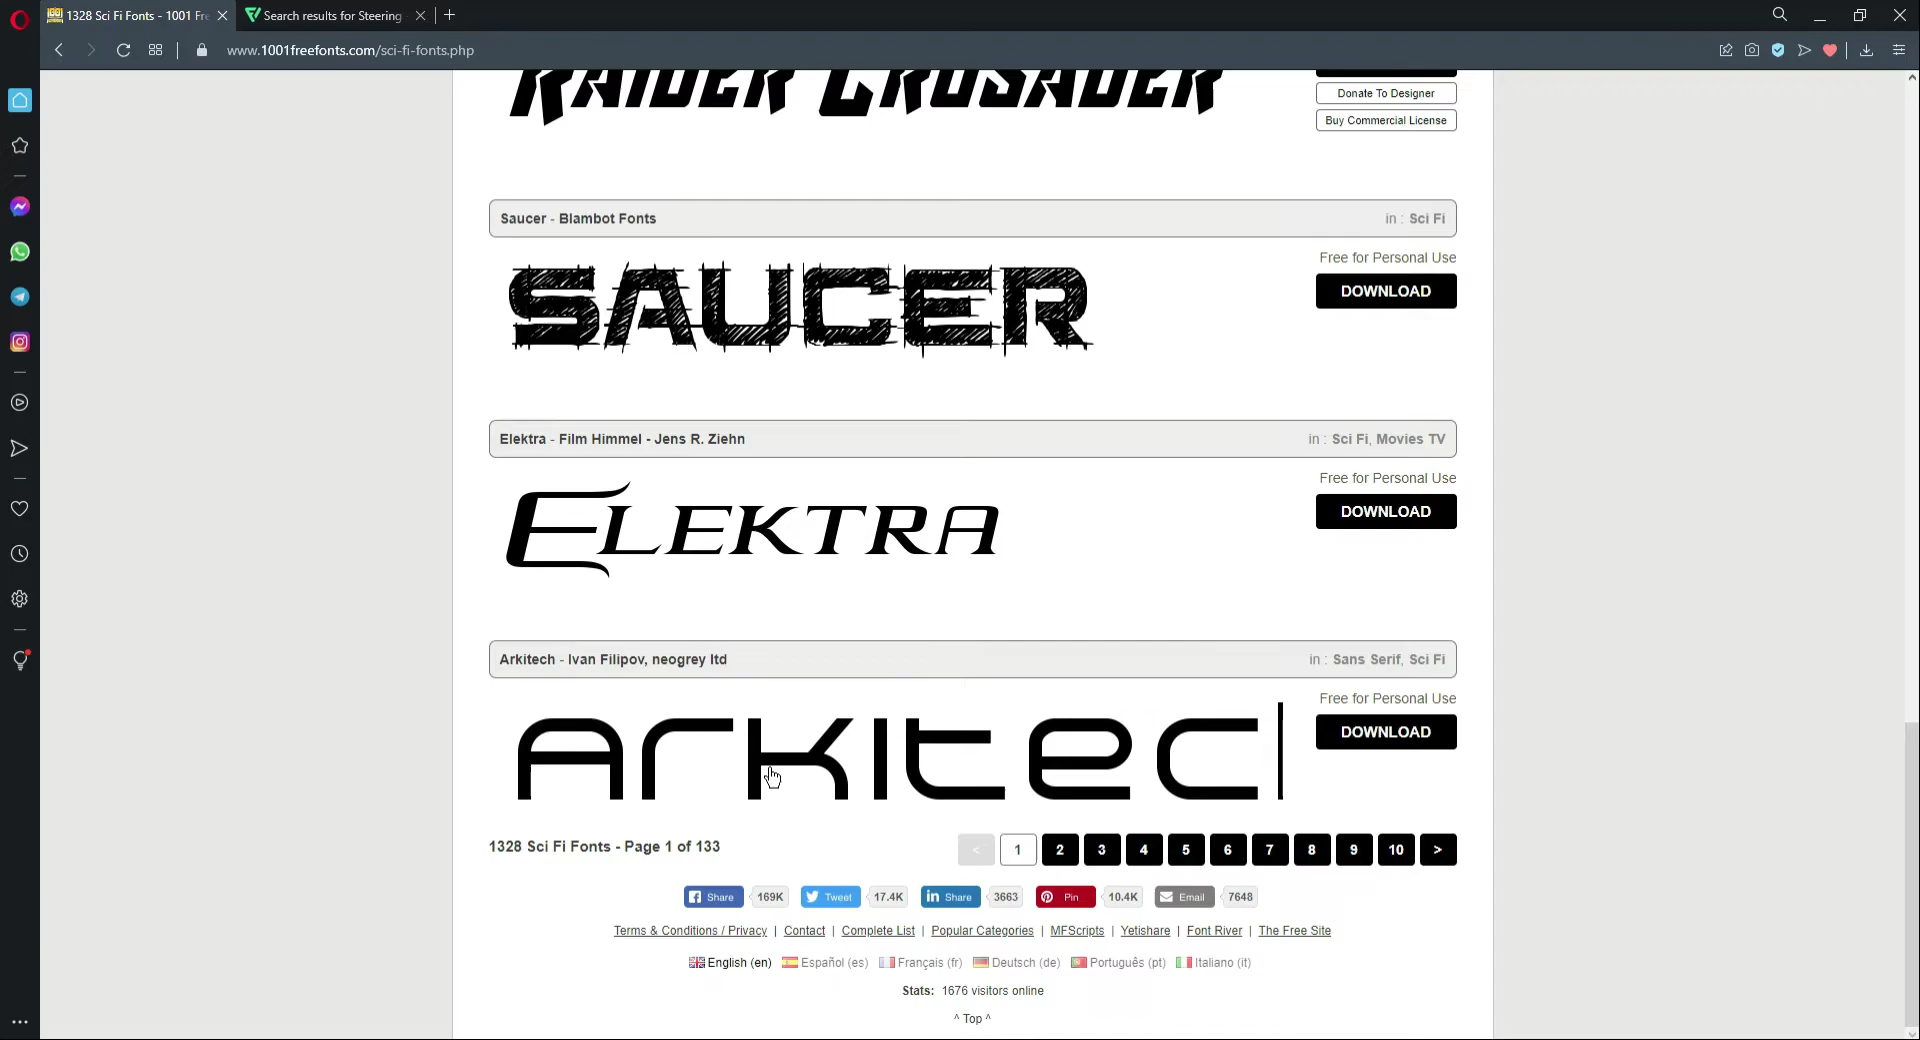 1328 Sci Fi Fonts - 1001 Fre
Search results for Steering
www.1001freefonts.com/sci-fi-fonts.php
RAIDER CRUSADER
Donate To Designer
Buy Commercial License
Saucer - Blambot Fonts
in : Sci Fi
Free for Personal Use
SAUCER
DOWNLOAD
Elektra - Film Himmel - Jens R. Ziehn
in : Sci Fi, Movies TV
Free for Personal Use
ELEKTRA
DOWNLOAD
Arkitech - Ivan Filipov, neogrey ltd
in : Sans Serif, Sci Fi
Free for Personal Use
Arkitec
DOWNLOAD
1328 Sci Fi Fonts - Page 1 of 133
< 1 2 3 4 5 6 7 8 9 10 >
Share 169K Tweet 17.4K in Share 3663 Pin 10.4K Email 7648
Terms & Conditions / Privacy | Contact | Complete List | Popular Categories | MFScripts | Yetishare | Font River | The Free Site
English (en) Español (es) Français (fr) Deutsch (de) Português (pt) Italiano (it)
Stats: 1676 visitors online
^ Top ^